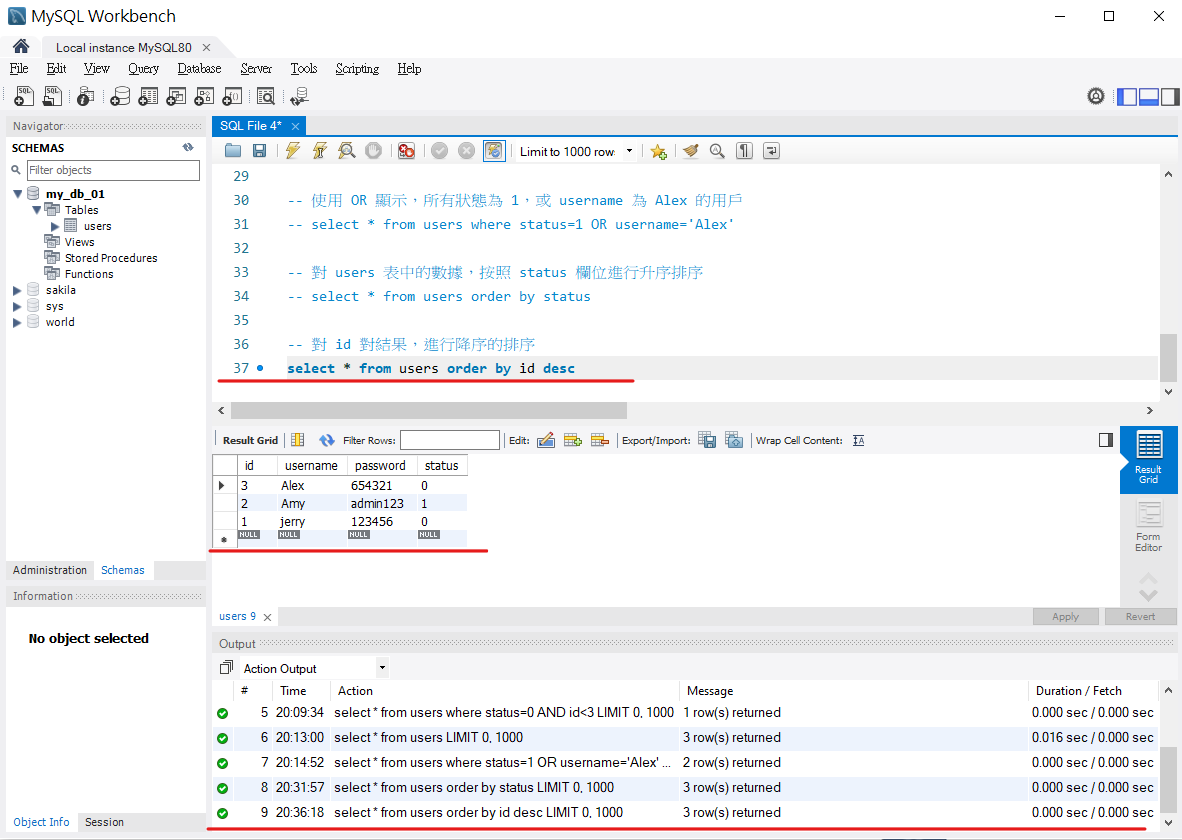 MySQL Workbench
Local instance MySQL80
File Edit View Query Database Server Tools Scripting Help
Navigator
SCHEMAS
Filter objects
my_db_01
Tables
users
Views
Stored Procedures
Functions
sakila
sys
world
Administration Schemas
Information
No object selected
Object Info Session
SQL File 4*
Limit to 1000 rows
29
30 -- 使用 OR 顯示，所有狀態為 1，或 username 為 Alex 的用戶
31 -- select * from users where status=1 OR username='Alex'
32
33 -- 對 users 表中的數據，按照 status 欄位進行升序排序
34 -- select * from users order by status
35
36 -- 對 id 對結果，進行降序的排序
37 select * from users order by id desc
Result Grid Filter Rows: Edit: Export/Import: Wrap Cell Content:
id username password status
3 Alex 654321 0
2 Amy admin123 1
1 jerry 123456 0
NULL NULL NULL NULL
Result Grid
Form Editor
users 9
Apply Revert
Output
Action Output
# Time Action Message Duration / Fetch
5 20:09:34 select * from users where status=0 AND id<3 LIMIT 0, 1000 1 row(s) returned 0.000 sec / 0.000 sec
6 20:13:00 select * from users LIMIT 0, 1000 3 row(s) returned 0.016 sec / 0.000 sec
7 20:14:52 select * from users where status=1 OR username='Alex' ... 2 row(s) returned 0.000 sec / 0.000 sec
8 20:31:57 select * from users order by status LIMIT 0, 1000 3 row(s) returned 0.000 sec / 0.000 sec
9 20:36:18 select * from users order by id desc LIMIT 0, 1000 3 row(s) returned 0.000 sec / 0.000 sec